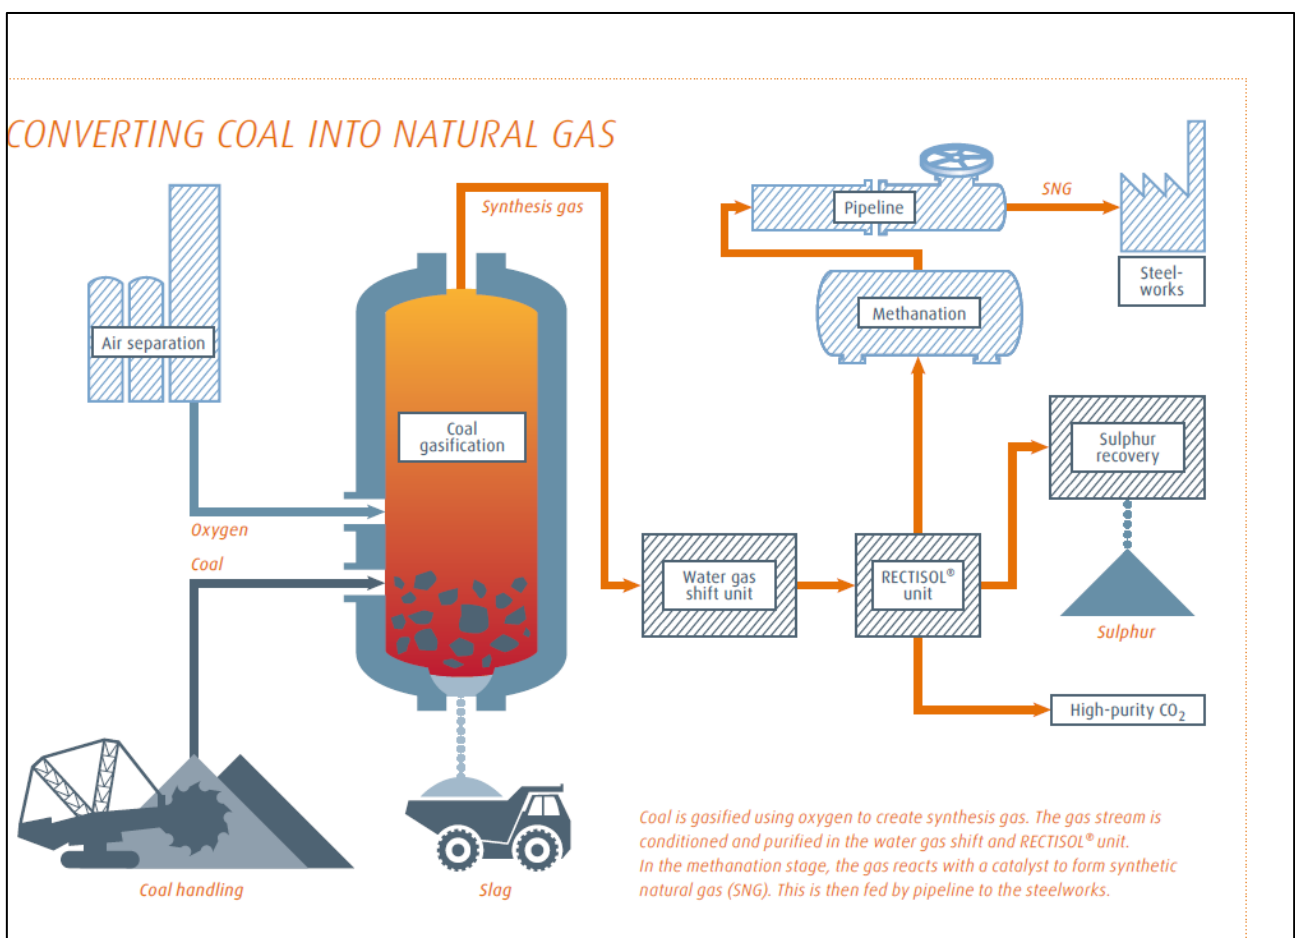 CONVERTING COAL INTO NATURAL GAS
Synthesis gas
Pipeline
SNG
Steel-
works
Air separation
Methanation
Coal
gasification
Sulphur
recovery
Oxygen
Coal
Water gas
shift unit
RECTISOL®
unit
Sulphur
High-purity CO₂
Coal handling
Slag
Coal is gasified using oxygen to create synthesis gas. The gas stream is
conditioned and purified in the water gas shift and RECTISOL® unit.
In the methanation stage, the gas reacts with a catalyst to form synthetic
natural gas (SNG). This is then fed by pipeline to the steelworks.